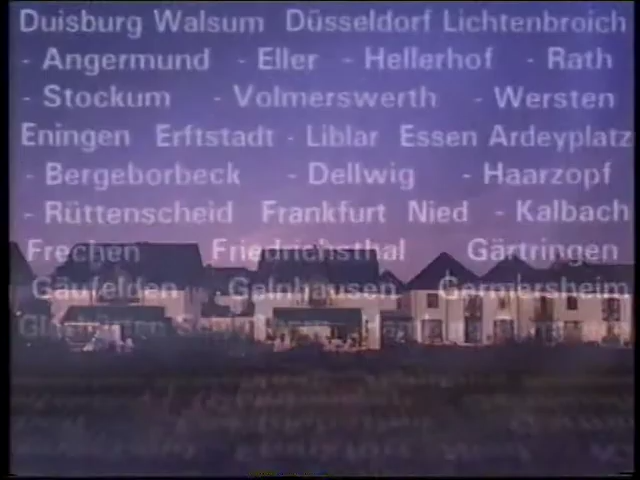 Duisburg Walsum Düsseldorf Lichtenbroich
- Angermund - Eller - Hellerhof - Rath
- Stockum - Volmerswerth - Wersten
Eningen Erftstadt - Liblar Essen Ardeyplatz
- Bergeborbeck - Dellwig - Haarzopf
- Rüttenscheid Frankfurt Nied - Kalbach
Frechen Friedrichsthal Gärtringen
Gäufelden Gelnhausen Germersheim